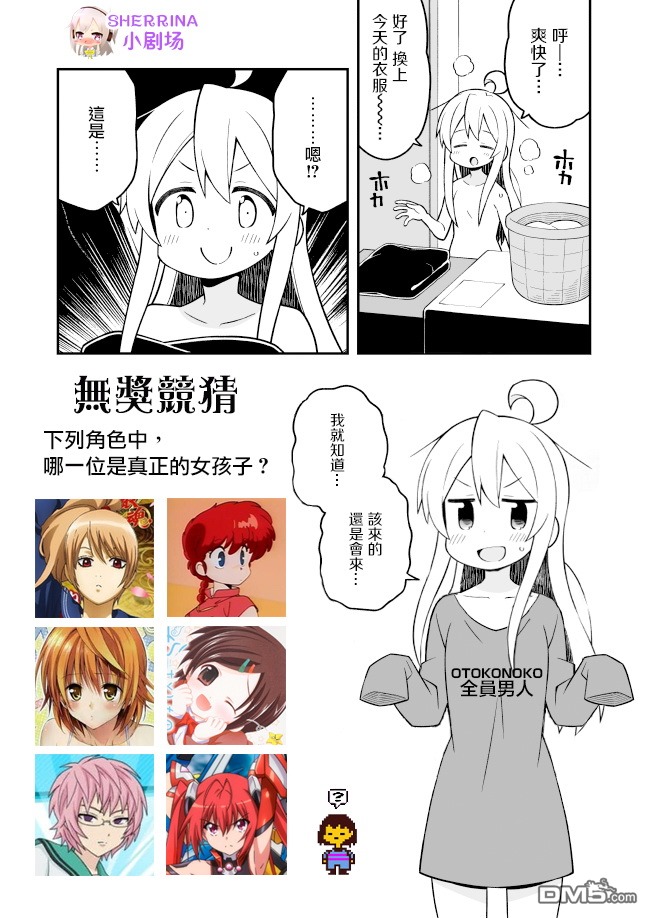 SHERRINA
小剧场
呼——…
爽快了…
好了 換上
今天的衣服
~~~~~…
ホカ
ホカ
………嗯!?
這是……
無獎競猜
下列角色中，
哪一位是真正的女孩子？
我就知道…
該來的
還是會來…
OTOKONOKO
全員男人
?
DM5.com